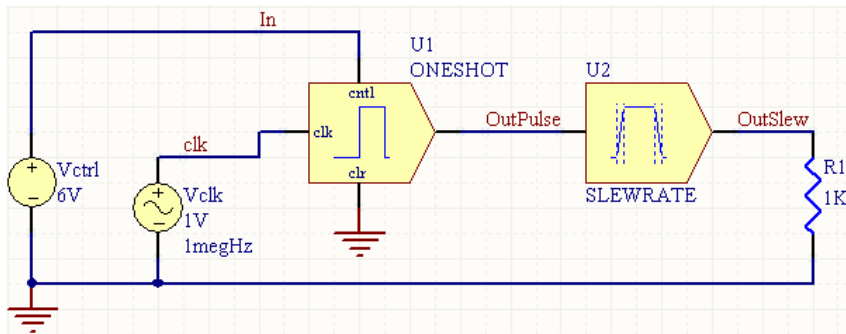 In
U1
ONESHOT
cntl
clk
clr
U2
SLEWRATE
OutPulse
OutSlew
clk
Vctrl
6V
Vclk
1V
1megHz
R1
1K